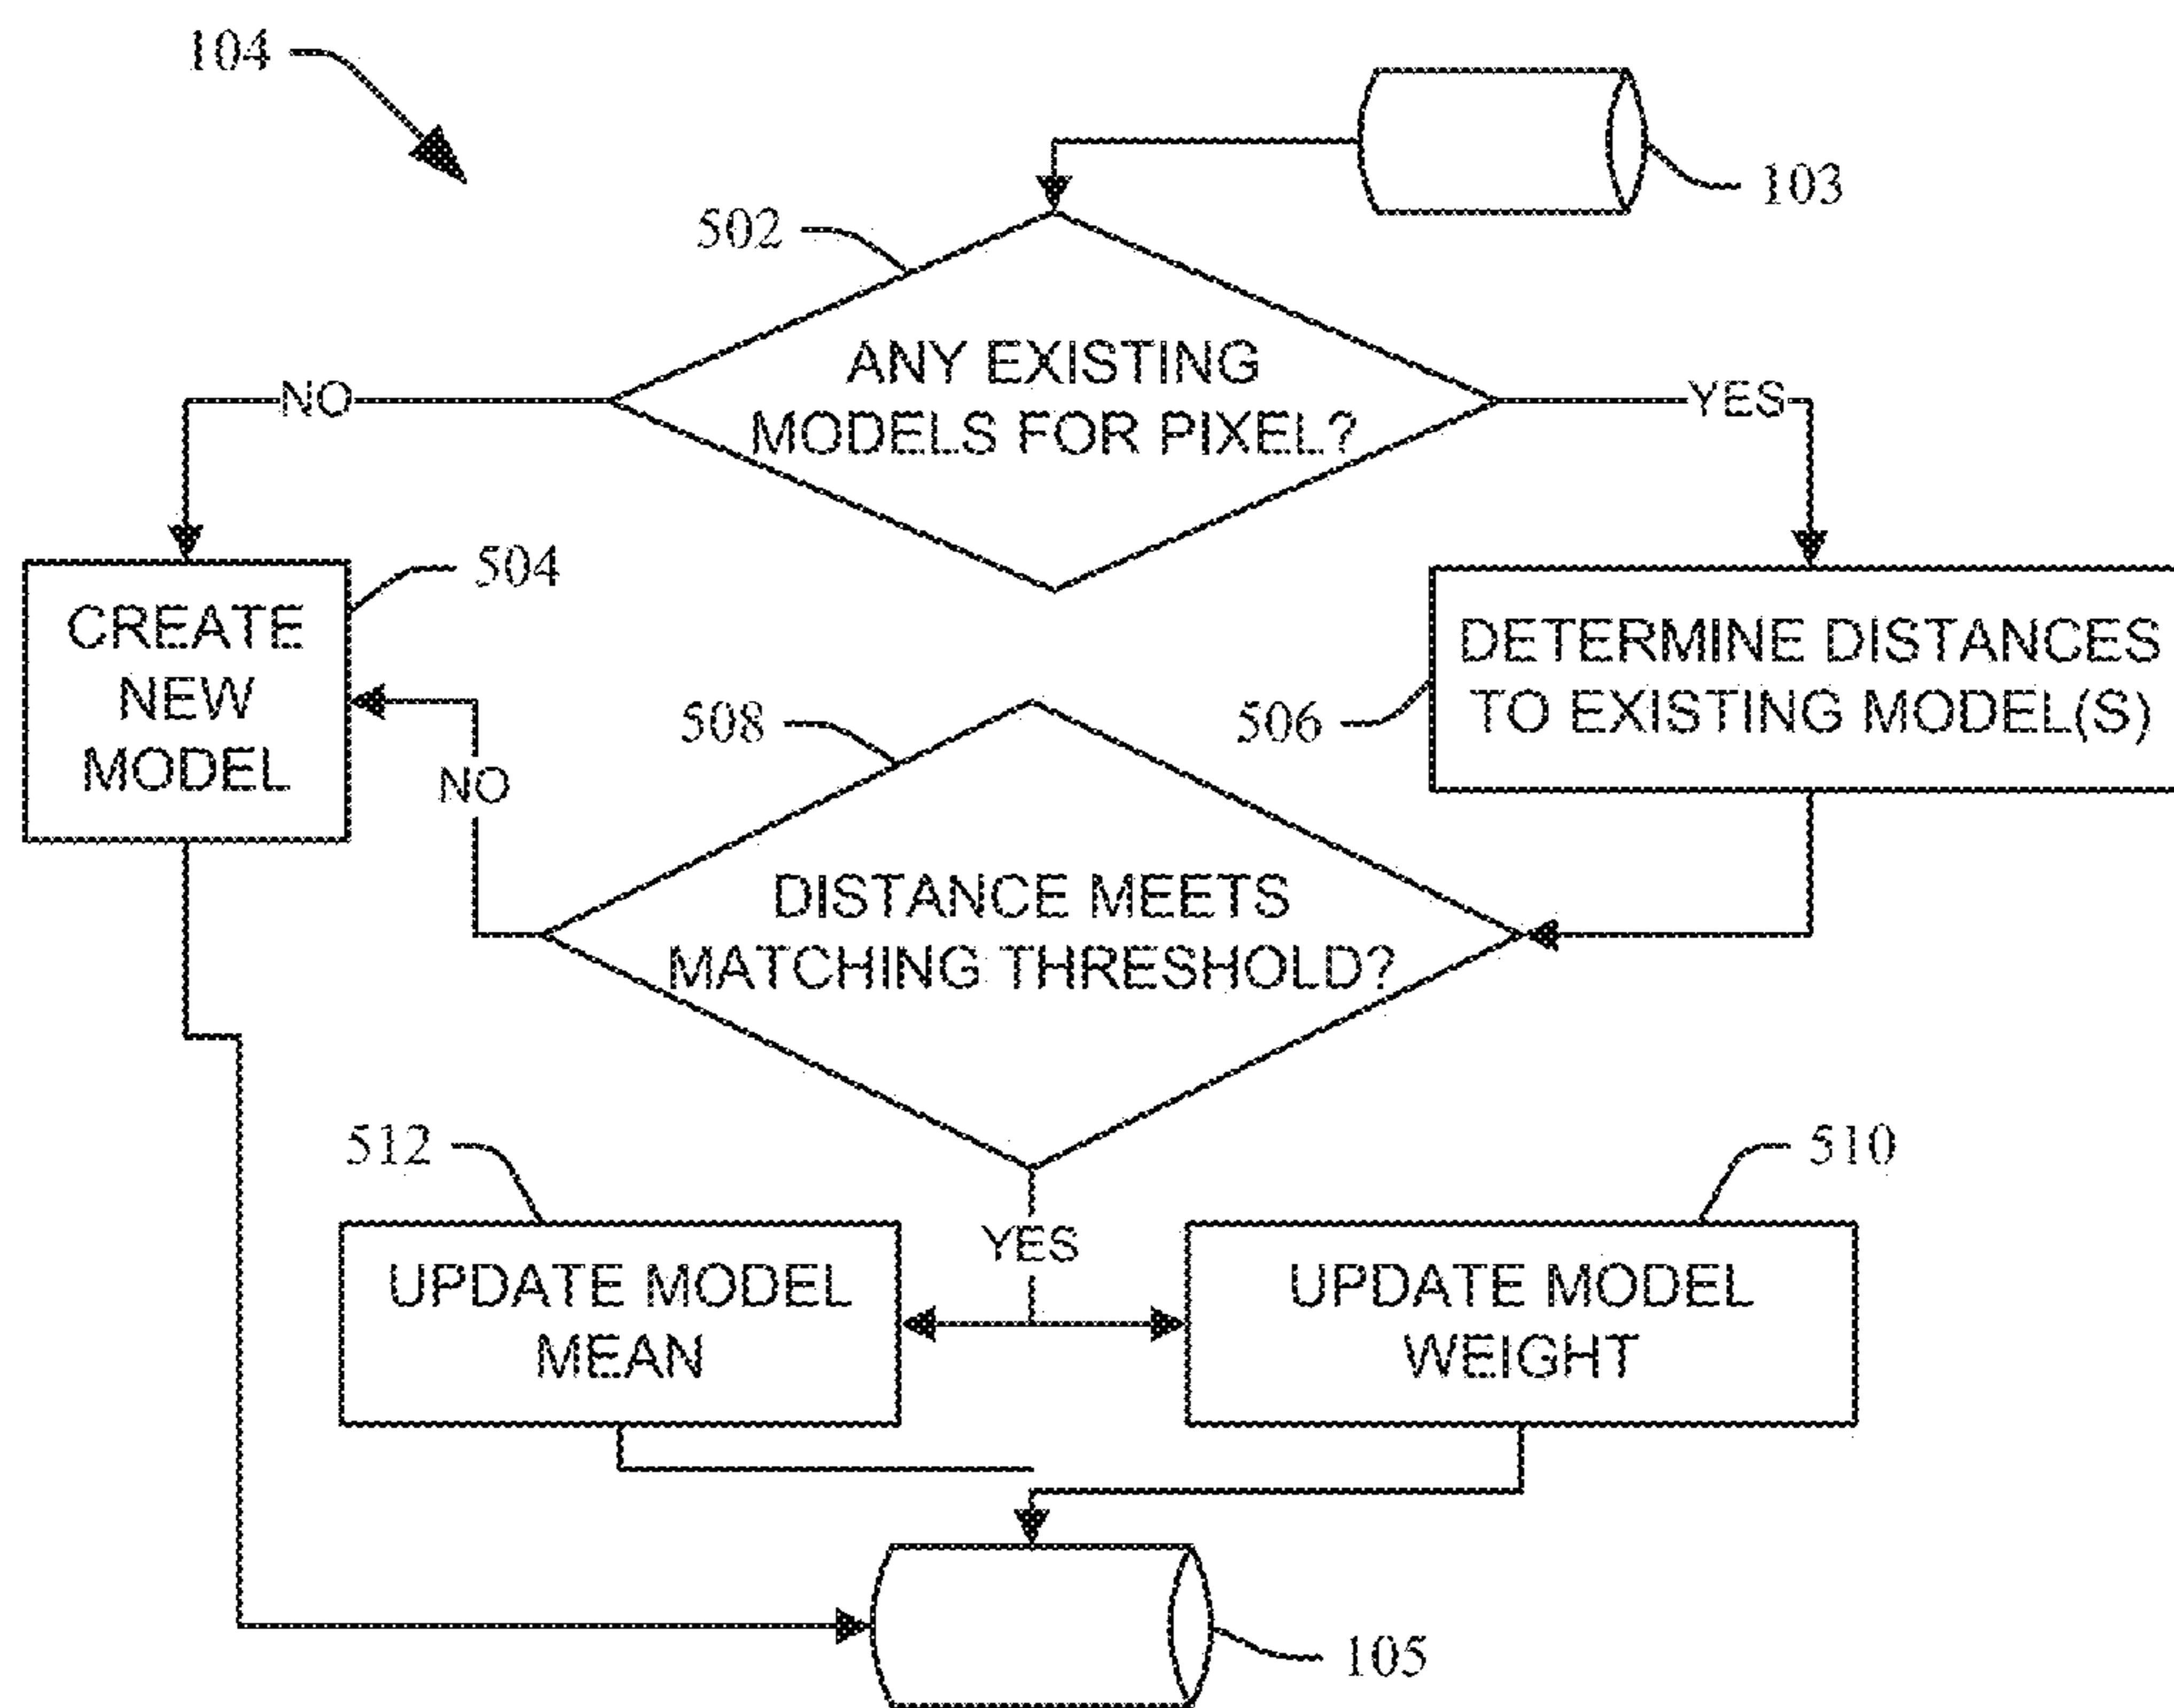 104
103
502
ANY EXISTING
MODELS FOR PIXEL?
NO
YES
504
CREATE
NEW
MODEL
DETERMINE DISTANCES
TO EXISTING MODEL(S)
506
508
NO
DISTANCE MEETS
MATCHING THRESHOLD?
512
510
YES
UPDATE MODEL
MEAN
UPDATE MODEL
WEIGHT
105